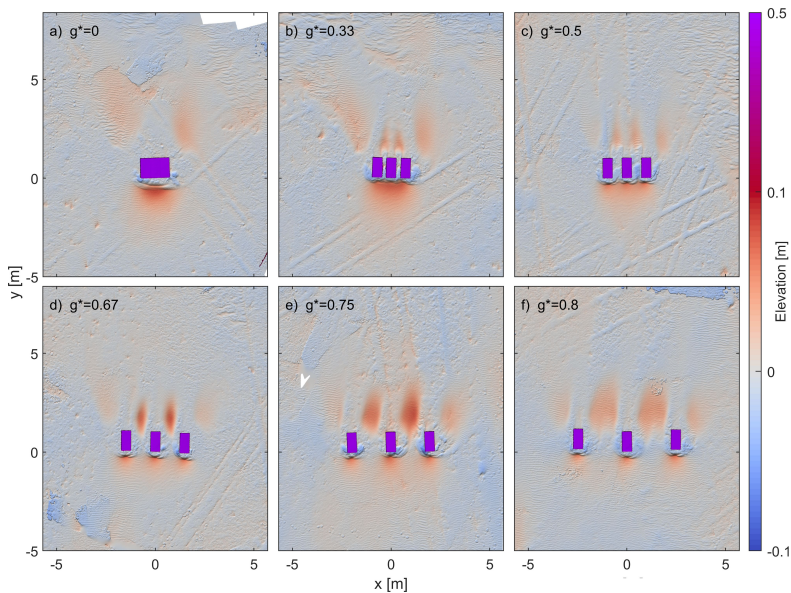 a) g*=0
b) g*=0.33
c) g*=0.5
5
0
-5
d) g*=0.67
e) g*=0.75
f) g*=0.8
5
0
-5
-5 0 5
-5 0 5
-5 0 5
y [m]
x [m]
0.5
0.1
0
-0.1
Elevation [m]